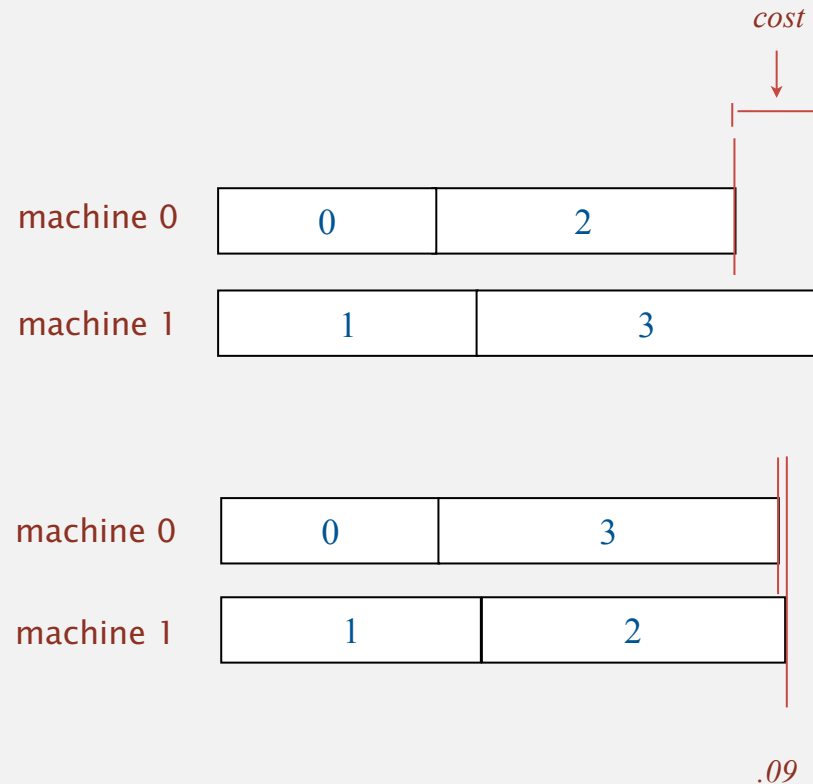 cost
machine 0 0 2
machine 1 1 3
machine 0 0 3
machine 1 1 2
.09